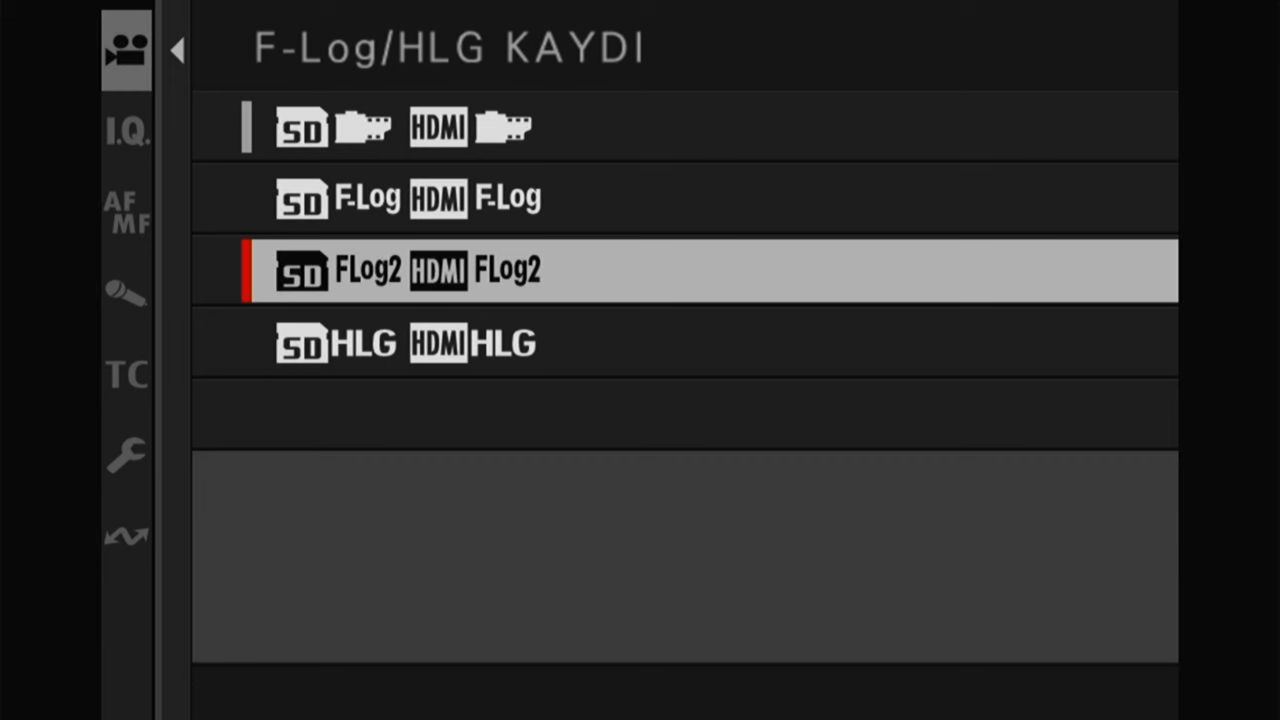 F-Log/HLG KAYDI
SD HDMI
I.Q.
SD F-Log HDMI F-Log
AF
MF
SD FLog2 HDMI FLog2
SD HLG HDMI HLG
TC